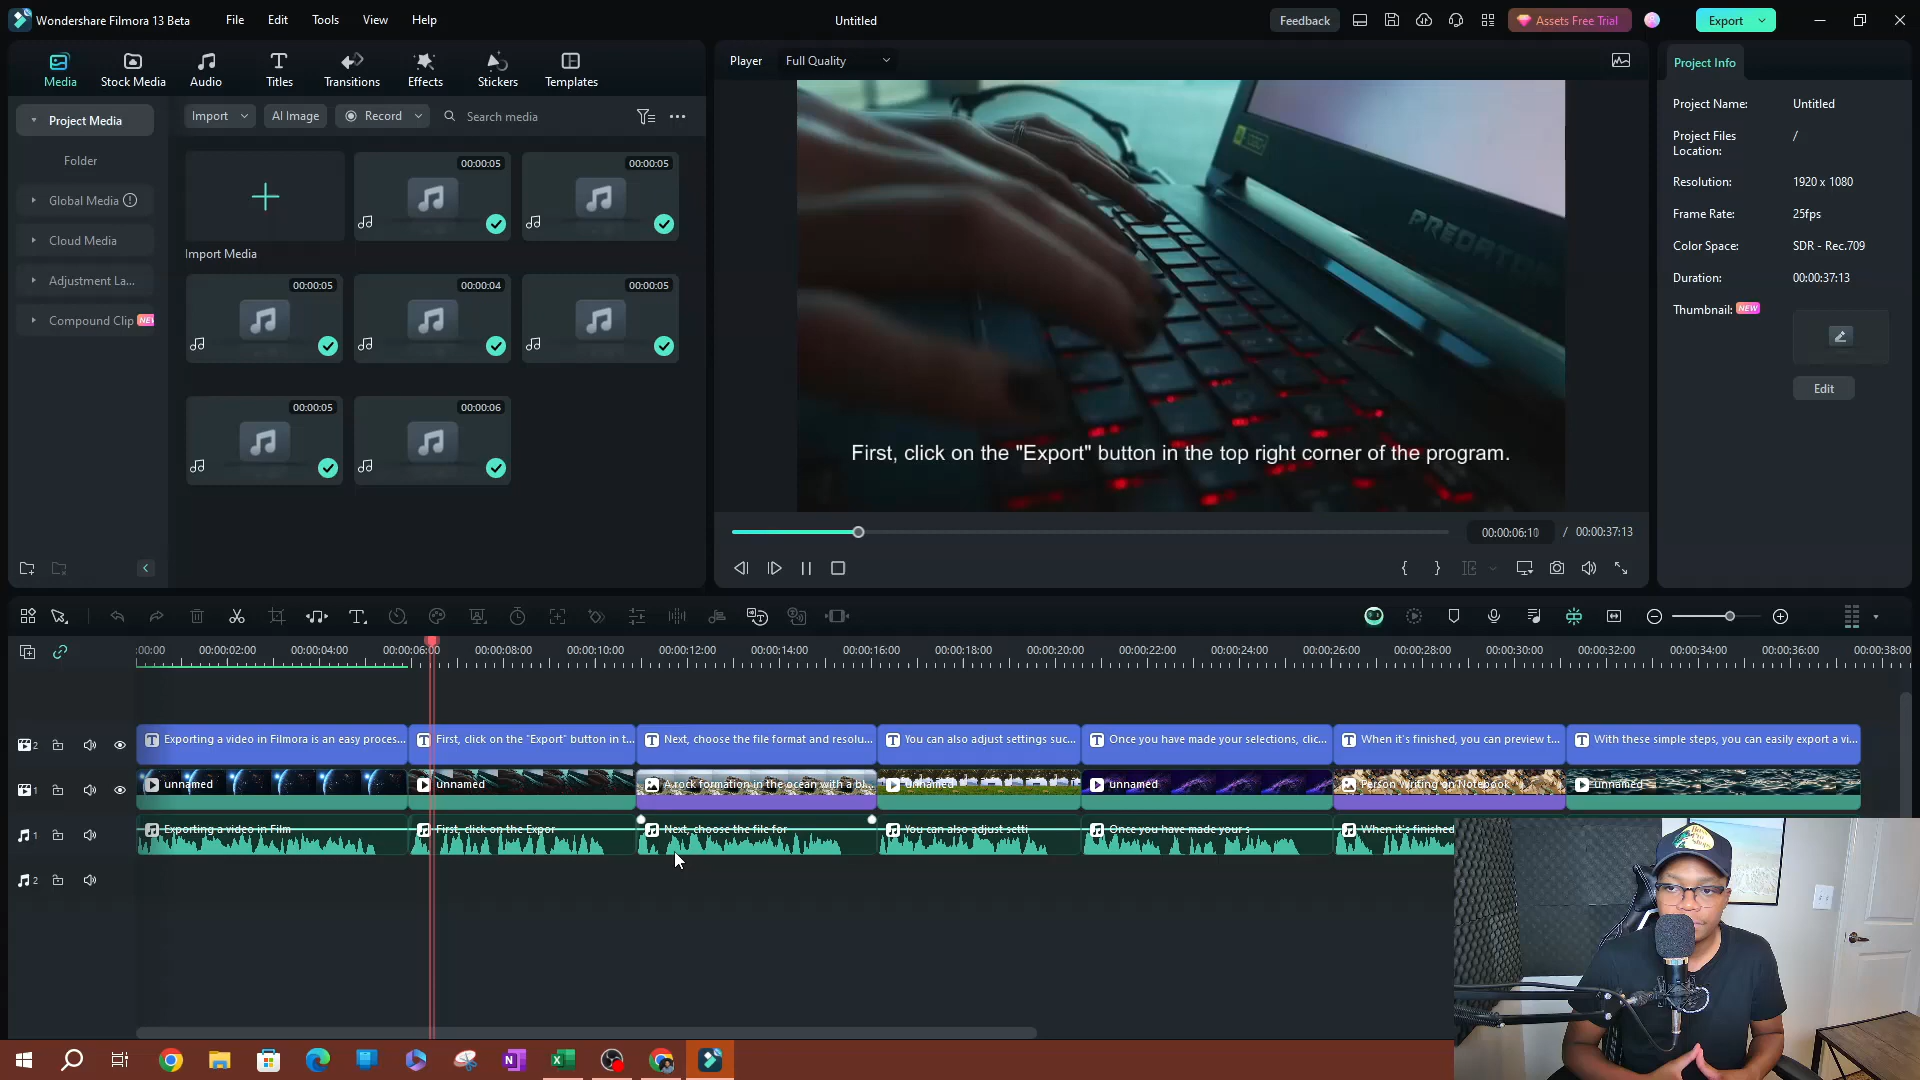 Wondershare Filmora 13 Beta
File
Edit
Tools
View
Help
Untitled
Feedback
Assets Free Trial
Export
Media
Stock Media
Audio
Titles
Transitions
Effects
Stickers
Templates
Project Media
Folder
Global Media
Cloud Media
Adjustment La...
Compound Clip
Import
AI Image
Record
Search media
00:00:05
00:00:05
Import Media
00:00:05
00:00:04
00:00:05
00:00:05
00:00:06
Player
Full Quality
PREDATOR
First, click on the "Export" button in the top right corner of the program.
00:00:06:10 / 00:00:37:13
Project Info
Project Name: Untitled
Project Files Location: /
Resolution: 1920 x 1080
Frame Rate: 25fps
Color Space: SDR - Rec.709
Duration: 00:00:37:13
Thumbnail: NEW
Edit
:00:00
00:00:02:00
00:00:04:00
00:00:06:00
00:00:08:00
00:00:10:00
00:00:12:00
00:00:14:00
00:00:16:00
00:00:18:00
00:00:20:00
00:00:22:00
00:00:24:00
00:00:26:00
00:00:28:00
00:00:30:00
00:00:32:00
00:00:34:00
00:00:36:00
00:00:38:00
2
Exporting a video in Filmora is an easy proces...
First, click on the "Export" button in t...
Next, choose the file format and resolu...
You can also adjust settings suc...
Once you have made your selections, clic...
When it's finished, you can preview t...
With these simple steps, you can easily export a vi...
1
unnamed
unnamed
A rock formation in the ocean with a bl...
unnamed
unnamed
Person Writing on Notebook
unnamed
1
Exporting a video in Film
First, click on the Expor
Next, choose the file for
You can also adjust setti
Once you have made your s
When it's finished
2